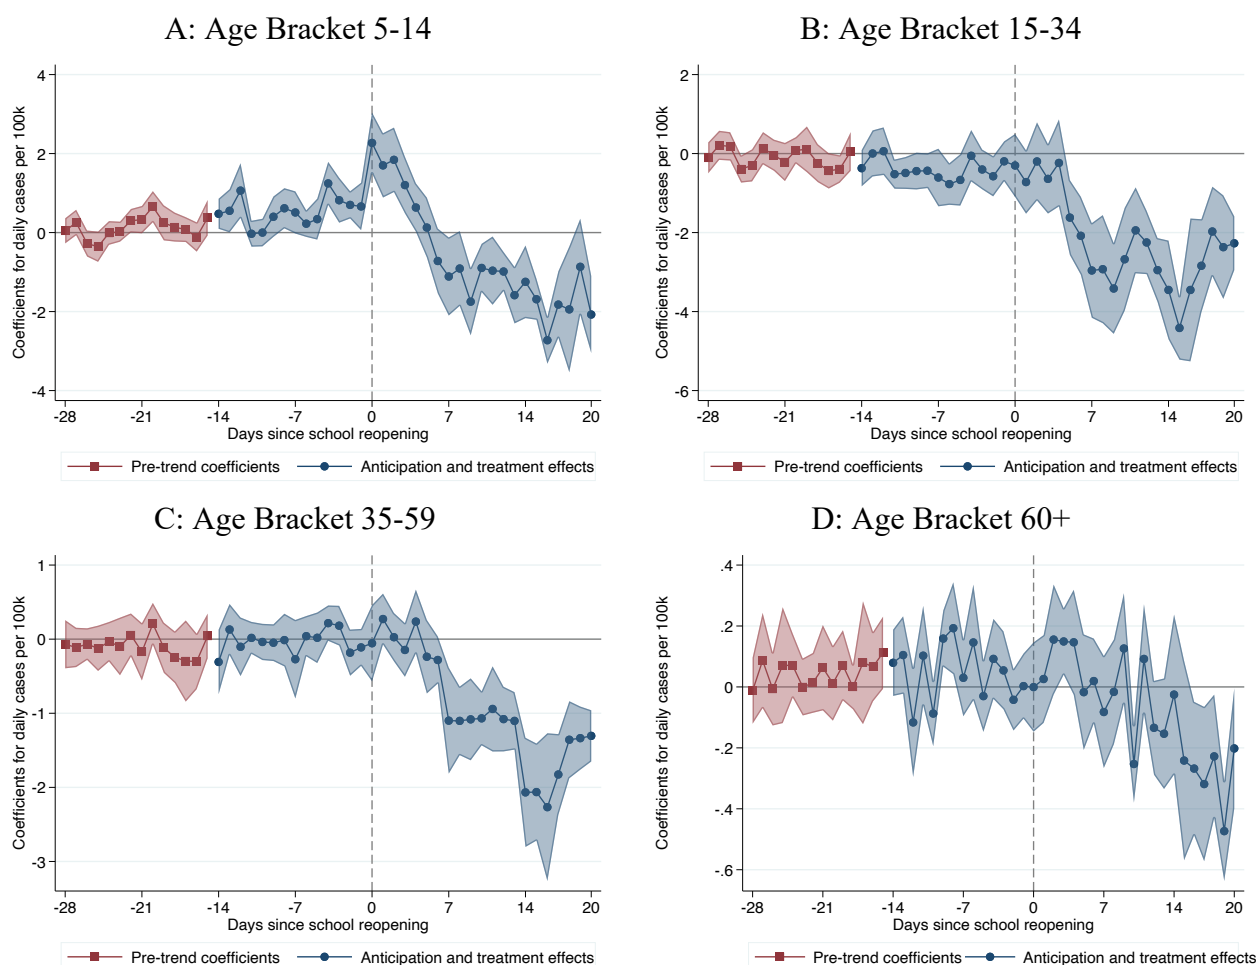 A: Age Bracket 5-14
Coefficients for daily cases per 100k
4
2
0
-2
-4
-28 -21 -14 -7 0 7 14 20
Days since school reopening
Pre-trend coefficients Anticipation and treatment effects
B: Age Bracket 15-34
Coefficients for daily cases per 100k
2
0
-2
-4
-6
-28 -21 -14 -7 0 7 14 20
Days since school reopening
Pre-trend coefficients Anticipation and treatment effects
C: Age Bracket 35-59
Coefficients for daily cases per 100k
1
0
-1
-2
-3
-28 -21 -14 -7 0 7 14 20
Days since school reopening
Pre-trend coefficients Anticipation and treatment effects
D: Age Bracket 60+
Coefficients for daily cases per 100k
.4
.2
0
-.2
-.4
-.6
-28 -21 -14 -7 0 7 14 20
Days since school reopening
Pre-trend coefficients Anticipation and treatment effects